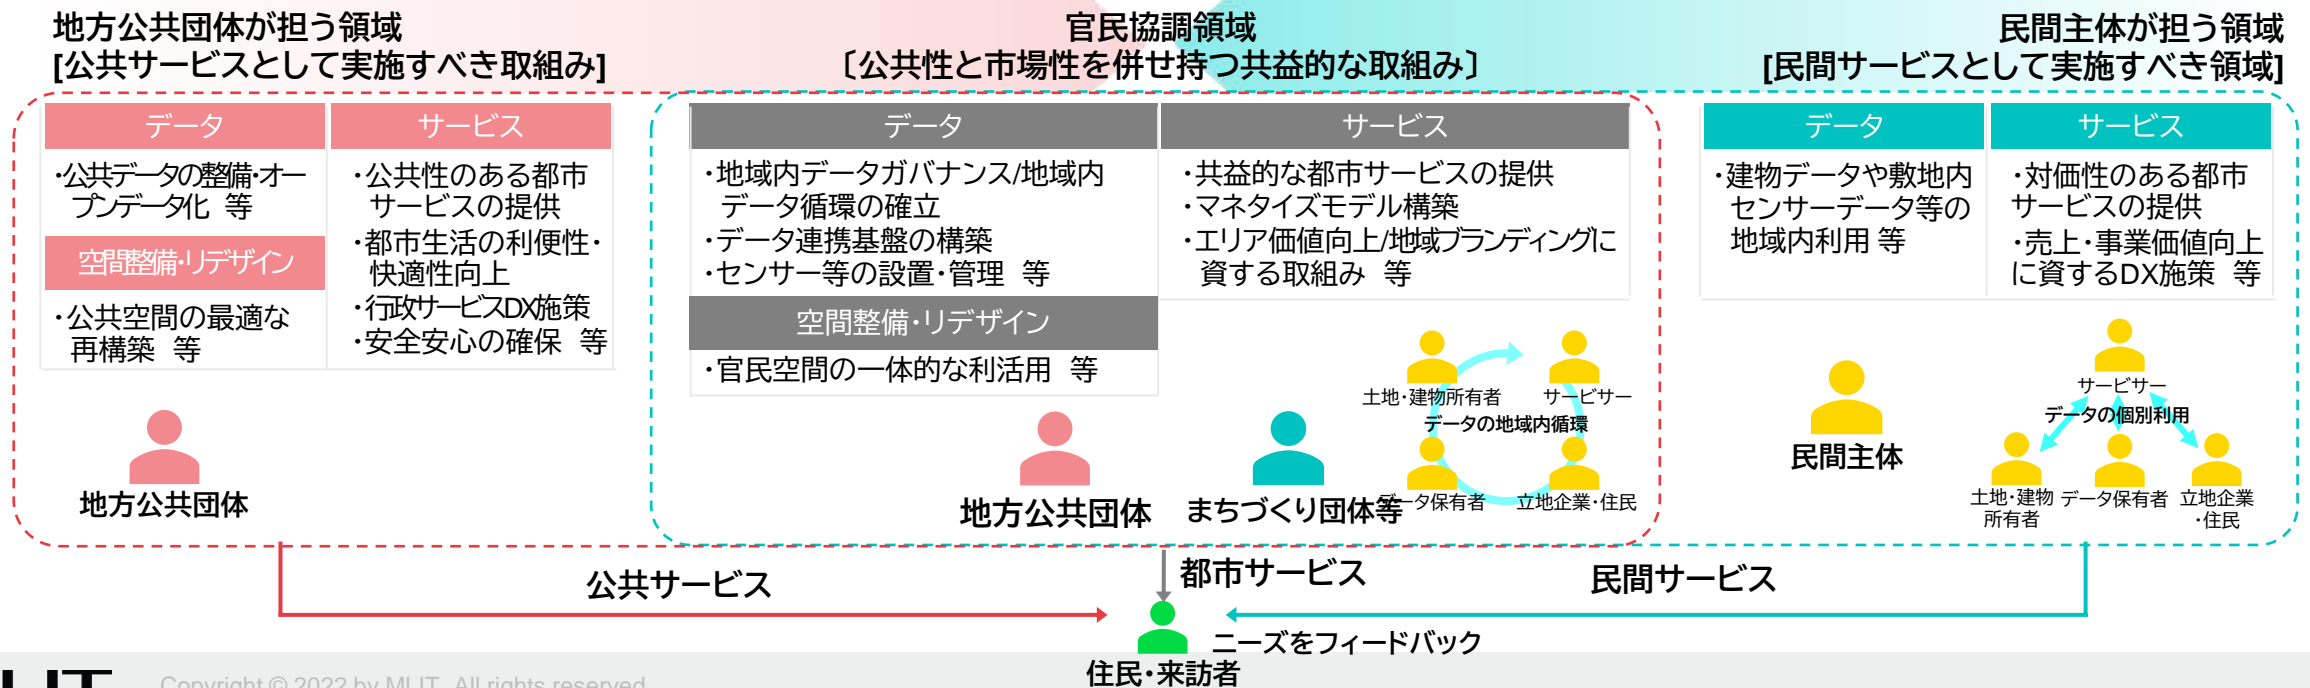 地方公共団体が担う領域
[公共サービスとして実施すべき取組み]
官民協調領域
〔公共性と市場性を併せ持つ共益的な取組み〕
民間主体が担う領域
[民間サービスとして実施すべき領域]
データ
・公共データの整備・オー
プンデータ化 等
空間整備・リデザイン
・公共空間の最適な
再構築 等
サービス
・公共性のある都市
サービスの提供
・都市生活の利便性・
快適性向上
・行政サービスDX施策
・安全安心の確保 等
地方公共団体
データ
・地域内データガバナンス/地域内
データ循環の確立
・データ連携基盤の構築
・センサー等の設置・管理 等
空間整備・リデザイン
・官民空間の一体的な利活用 等
サービス
・共益的な都市サービスの提供
・マネタイズモデル構築
・エリア価値向上/地域ブランディングに
資する取組み 等
地方公共団体
まちづくり団体等
土地・建物所有者
サービサー
データの地域内循環
データ保有者
立地企業・住民
データ
・建物データや敷地内
センサーデータ等の
地域内利用 等
サービス
・対価性のある都市
サービスの提供
・売上・事業価値向上
に資するDX施策 等
民間主体
サービサー
データの個別利用
土地・建物
所有者
データ保有者
立地企業
・住民
公共サービス
都市サービス
民間サービス
ニーズをフィードバック
住民・来訪者
Copyright © 2022 by MLIT. All rights reserved.